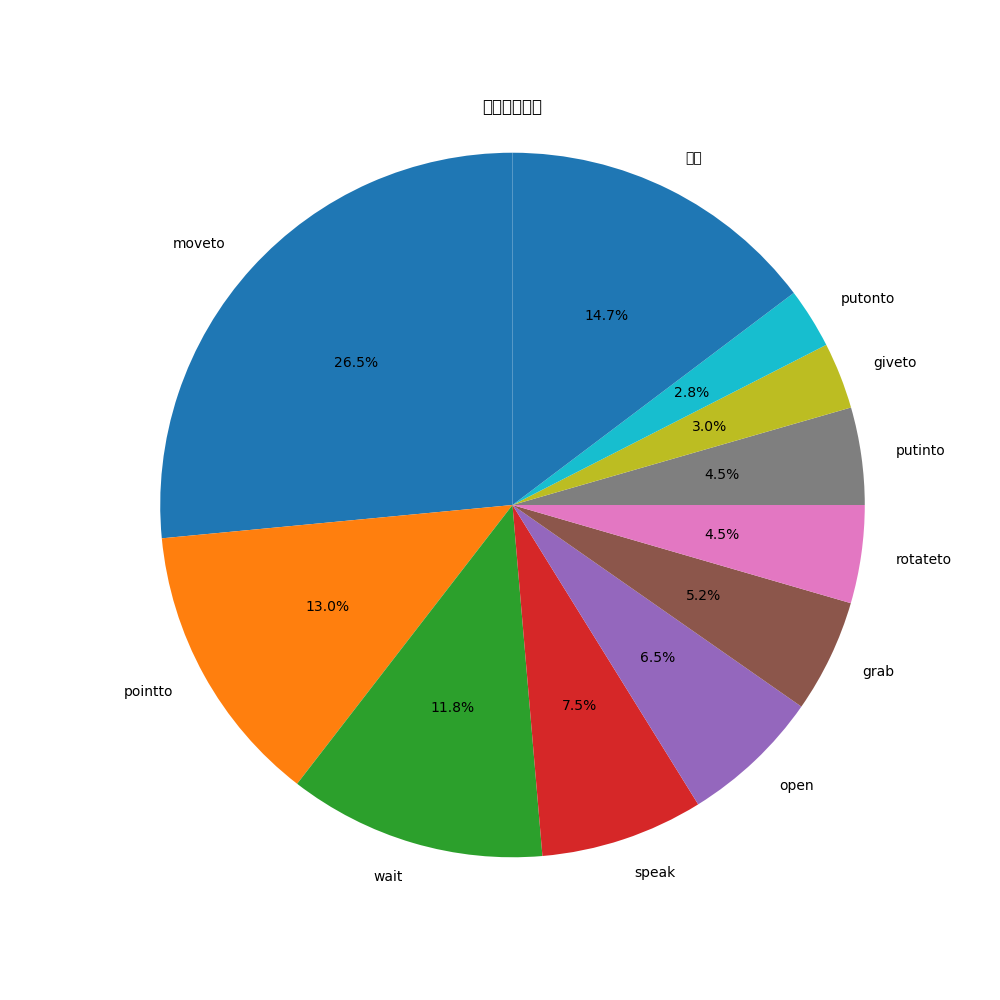 moveto
26.5%
14.7%
putonto
2.8%
giveto
3.0%
putinto
4.5%
rotateto
4.5%
grab
5.2%
open
6.5%
speak
7.5%
wait
11.8%
pointto
13.0%